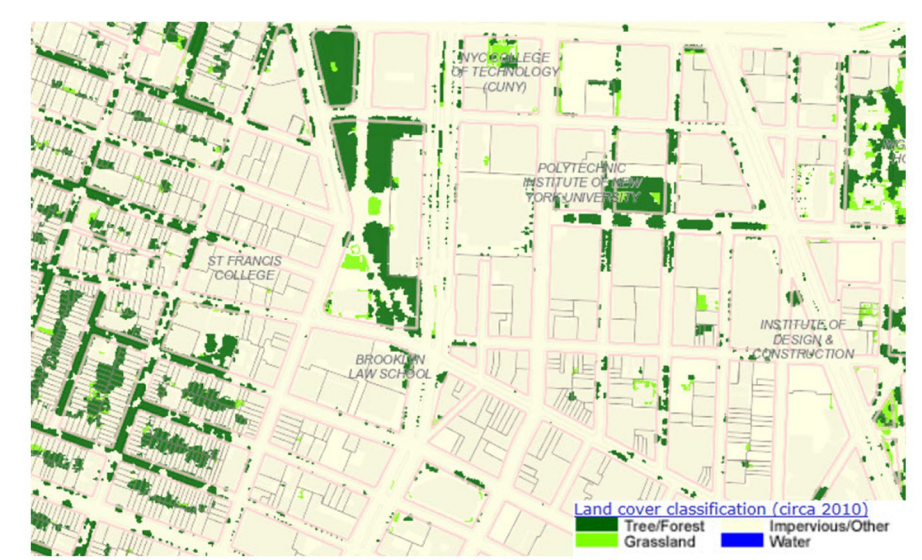 NYC COLLEGE
OF TECHNOLOGY
(CUNY)
POLYTECHNIC
INSTITUTE OF NEW
YORK UNIVERSITY
ST FRANCIS
COLLEGE
INSTITUTE OF
DESIGN &
CONSTRUCTION
BROOKLYN
LAW SCHOOL
Land cover classification (circa 2010)
Tree/Forest
Impervious/Other
Grassland
Water